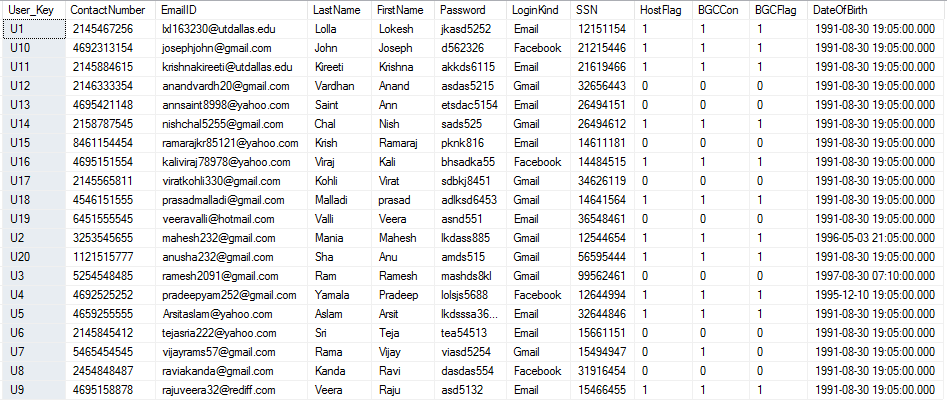 User_Key ContactNumber EmailID LastName FirstName Password LoginKind SSN HostFlag BGCCon BGCFlag DateOfBirth
U1 2145467256 lxl163230@utdallas.edu Lolla Lokesh jkasd5252 Email 12151154 1 1 1 1991-08-30 19:05:00.000
U10 4692313154 josephjohn@gmail.com John Joseph d562326 Facebook 21215446 1 1 1 1991-08-30 19:05:00.000
U11 2145884615 krishnakireeti@utdallas.edu Kireeti Krishna akkds6115 Email 21619466 1 1 1 1991-08-30 19:05:00.000
U12 2146333354 anandvardh20@gmail.com Vardhan Anand asdas5215 Gmail 32656443 0 0 0 1991-08-30 19:05:00.000
U13 4695421148 annsaint8998@yahoo.com Saint Ann etsdac5154 Email 26494151 0 0 0 1991-08-30 19:05:00.000
U14 2158787545 nishchal5255@gmail.com Chal Nish sads525 Gmail 26494612 1 1 1 1991-08-30 19:05:00.000
U15 8461154454 ramarajkr85121@yahoo.com Krish Ramaraj pknk816 Email 14611181 0 0 0 1991-08-30 19:05:00.000
U16 4695151554 kaliviraj78978@yahoo.com Viraj Kali bhsadka55 Facebook 14484515 1 1 1 1991-08-30 19:05:00.000
U17 2145565811 viratkohli330@gmail.com Kohli Virat sdbkj8451 Gmail 34626119 0 0 0 1991-08-30 19:05:00.000
U18 4546151555 prasadmalladi@gmail.com Malladi prasad adlksd6453 Gmail 14641564 1 1 1 1991-08-30 19:05:00.000
U19 6451555545 veeravalli@hotmail.com Valli Veera asnd551 Email 36548461 0 0 0 1991-08-30 19:05:00.000
U2 3253545655 mahesh232@gmail.com Mania Mahesh lkdass885 Gmail 12544654 1 1 1 1996-05-03 21:05:00.000
U20 1121515777 anusha232@gmail.com Sha Anu amds515 Gmail 56595444 1 1 1 1991-08-30 19:05:00.000
U3 5254548485 ramesh2091@gmail.com Ram Ramesh mashds8kl Gmail 99562461 0 0 0 1997-08-30 07:10:00.000
U4 4692525252 pradeepyam252@gmail.com Yamala Pradeep lolsjs5688 Facebook 12644994 1 1 1 1995-12-10 19:05:00.000
U5 4659255555 Arsitaslam@yahoo.com Aslam Arsit lkdsssa36... Email 32644846 1 1 1 1991-08-30 19:05:00.000
U6 2145845412 tejasria222@yahoo.com Sri Teja tea54513 Email 15661151 0 0 0 1991-08-30 19:05:00.000
U7 5465454545 vijayrams57@gmail.com Rama Vijay viasd5254 Gmail 15494947 0 1 0 1991-08-30 19:05:00.000
U8 2454848487 raviakanda@gmail.com Kanda Ravi dasdas554 Facebook 31916454 0 0 0 1991-08-30 19:05:00.000
U9 4695158878 rajuveera32@rediff.com Veera Raju asd5132 Email 15466455 1 1 1 1991-08-30 19:05:00.000